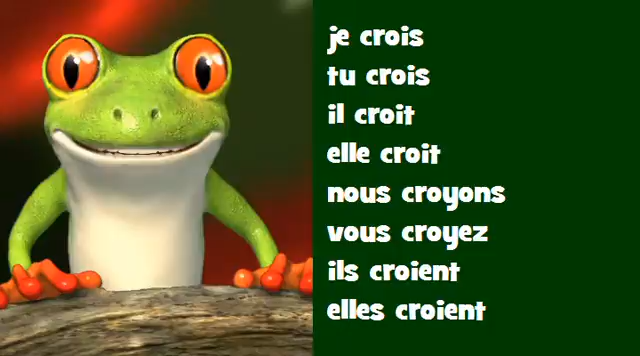 je crois
tu crois
il croit
elle croit
nous croyons
vous croyez
ils croient
elles croient